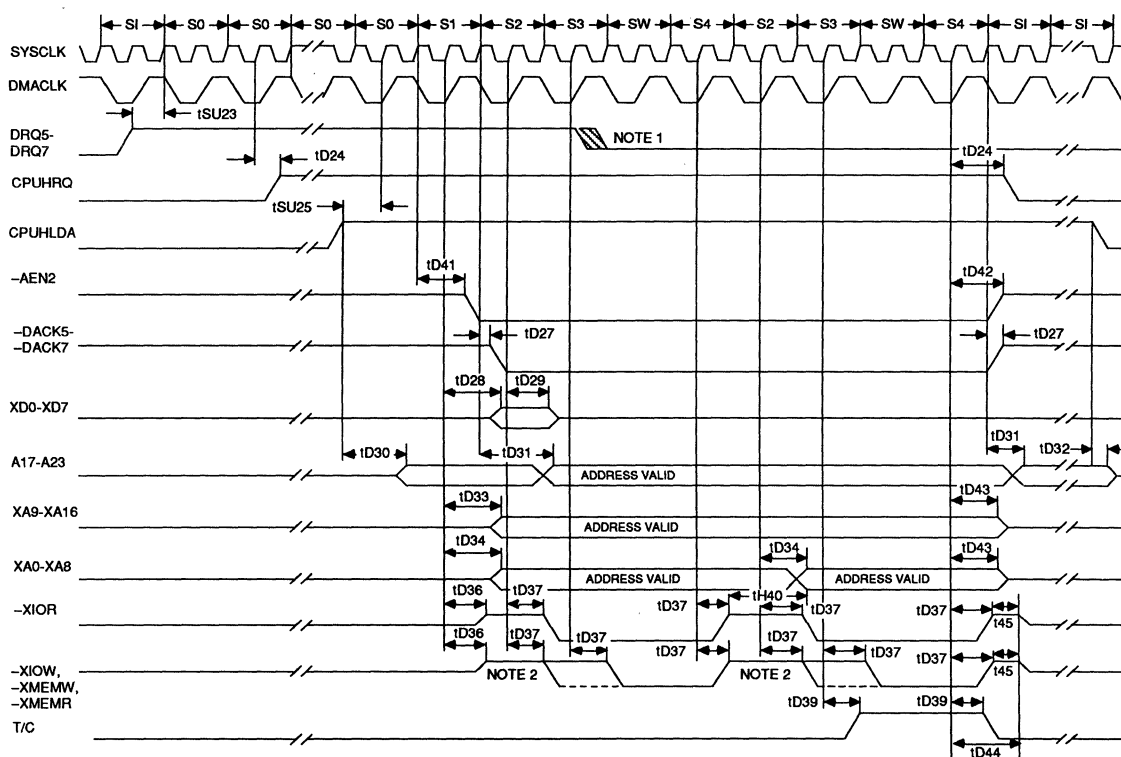 SI S0 S0 S0 S0 S1 S2 S3 SW S4 S2 S3 SW S4 SI SI
SYSCLK
DMACLK
tSU23
DRQ5-
DRQ7
NOTE 1
tD24 tD24
CPUHRQ
tSU25
CPUHLDA
tD41 tD42
–AEN2
–DACK5-
–DACK7
tD27 tD27
tD28 tD29
XD0-XD7
tD30 tD31 tD31 tD32
A17-A23
ADDRESS VALID
tD33 tD43
XA9-XA16
ADDRESS VALID
tD34 tD34 tD43
XA0-XA8
ADDRESS VALID ADDRESS VALID
tH40
–XIOR
tD36 tD37 tD37 tD37 tD37 t45
tD36 tD37 tD37 tD37 tD37 tD37 tD37 t45
–XIOW,
–XMEMW,
–XMEMR
NOTE 2 NOTE 2
tD39 tD39
T/C
tD44